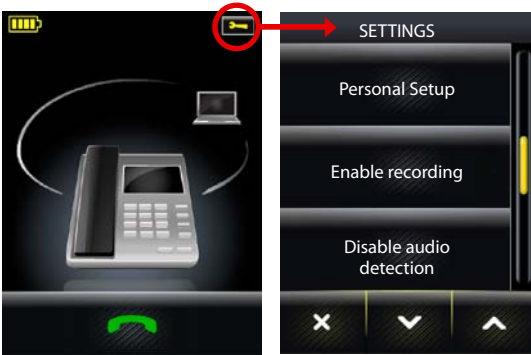 SETTINGS
Personal Setup
Enable recording
Disable audio
detection